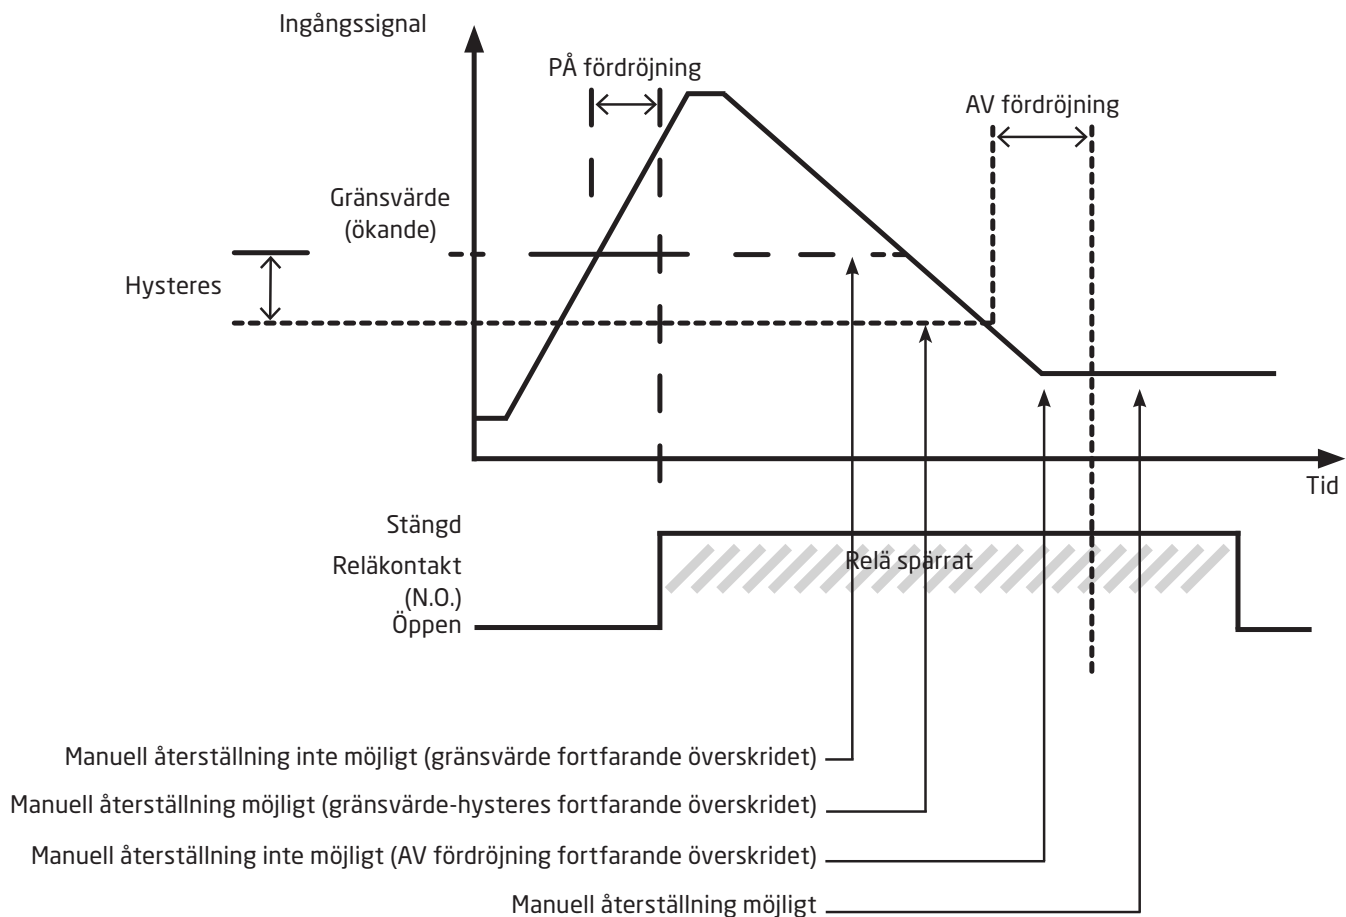 Ingångssignal
PÅ fördröjning
AV fördröjning
Gränsvärde
(ökande)
Hysteres
Tid
Stängd
Reläkontakt
(N.O.)
Öppen
Relä spärrat
Manuell återställning inte möjligt (gränsvärde fortfarande överskridet)
Manuell återställning möjligt (gränsvärde-hysteres fortfarande överskridet)
Manuell återställning inte möjligt (AV fördröjning fortfarande överskridet)
Manuell återställning möjligt